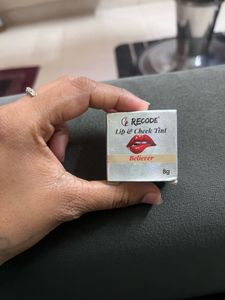 RECODE
Lip & Cheek Tint
Believer
8g